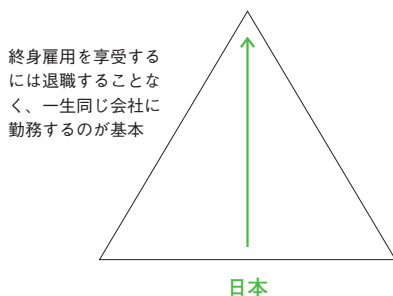 終身雇用を享受する
には退職することな
く、一生同じ会社に
勤務するのが基本
日本